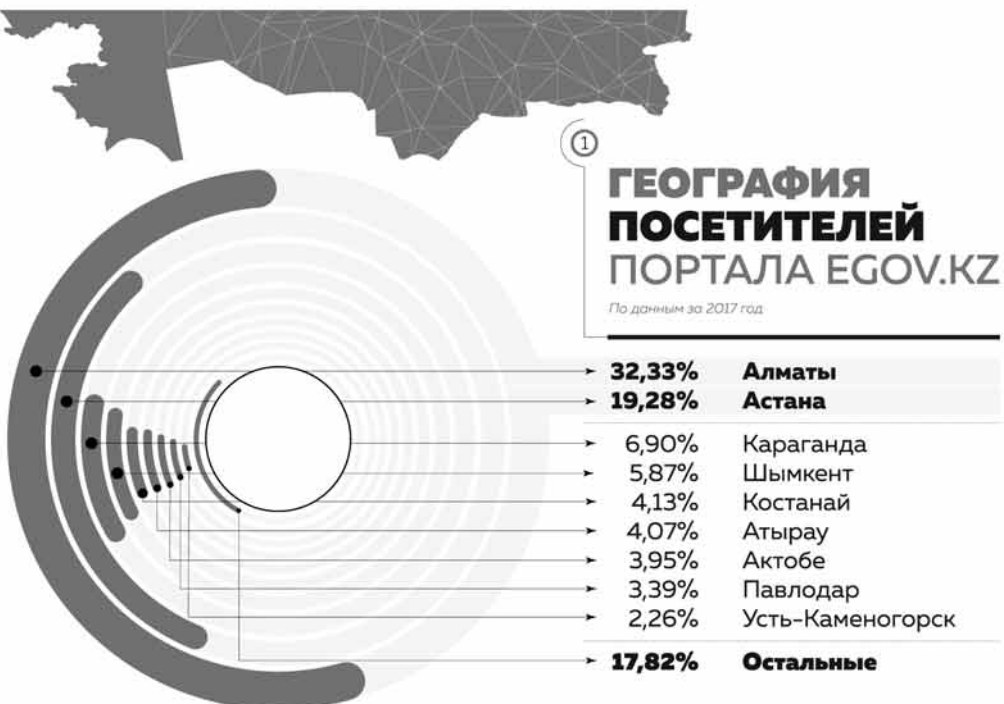 1
ГЕОГРАФИЯ
ПОСЕТИТЕЛЕЙ
ПОРТАЛА EGOV.KZ
По данным за 2017 год
32,33% Алматы
19,28% Астана
6,90% Караганда
5,87% Шымкент
4,13% Костанай
4,07% Атырау
3,95% Актобе
3,39% Павлодар
2,26% Усть-Каменогорск
17,82% Остальные